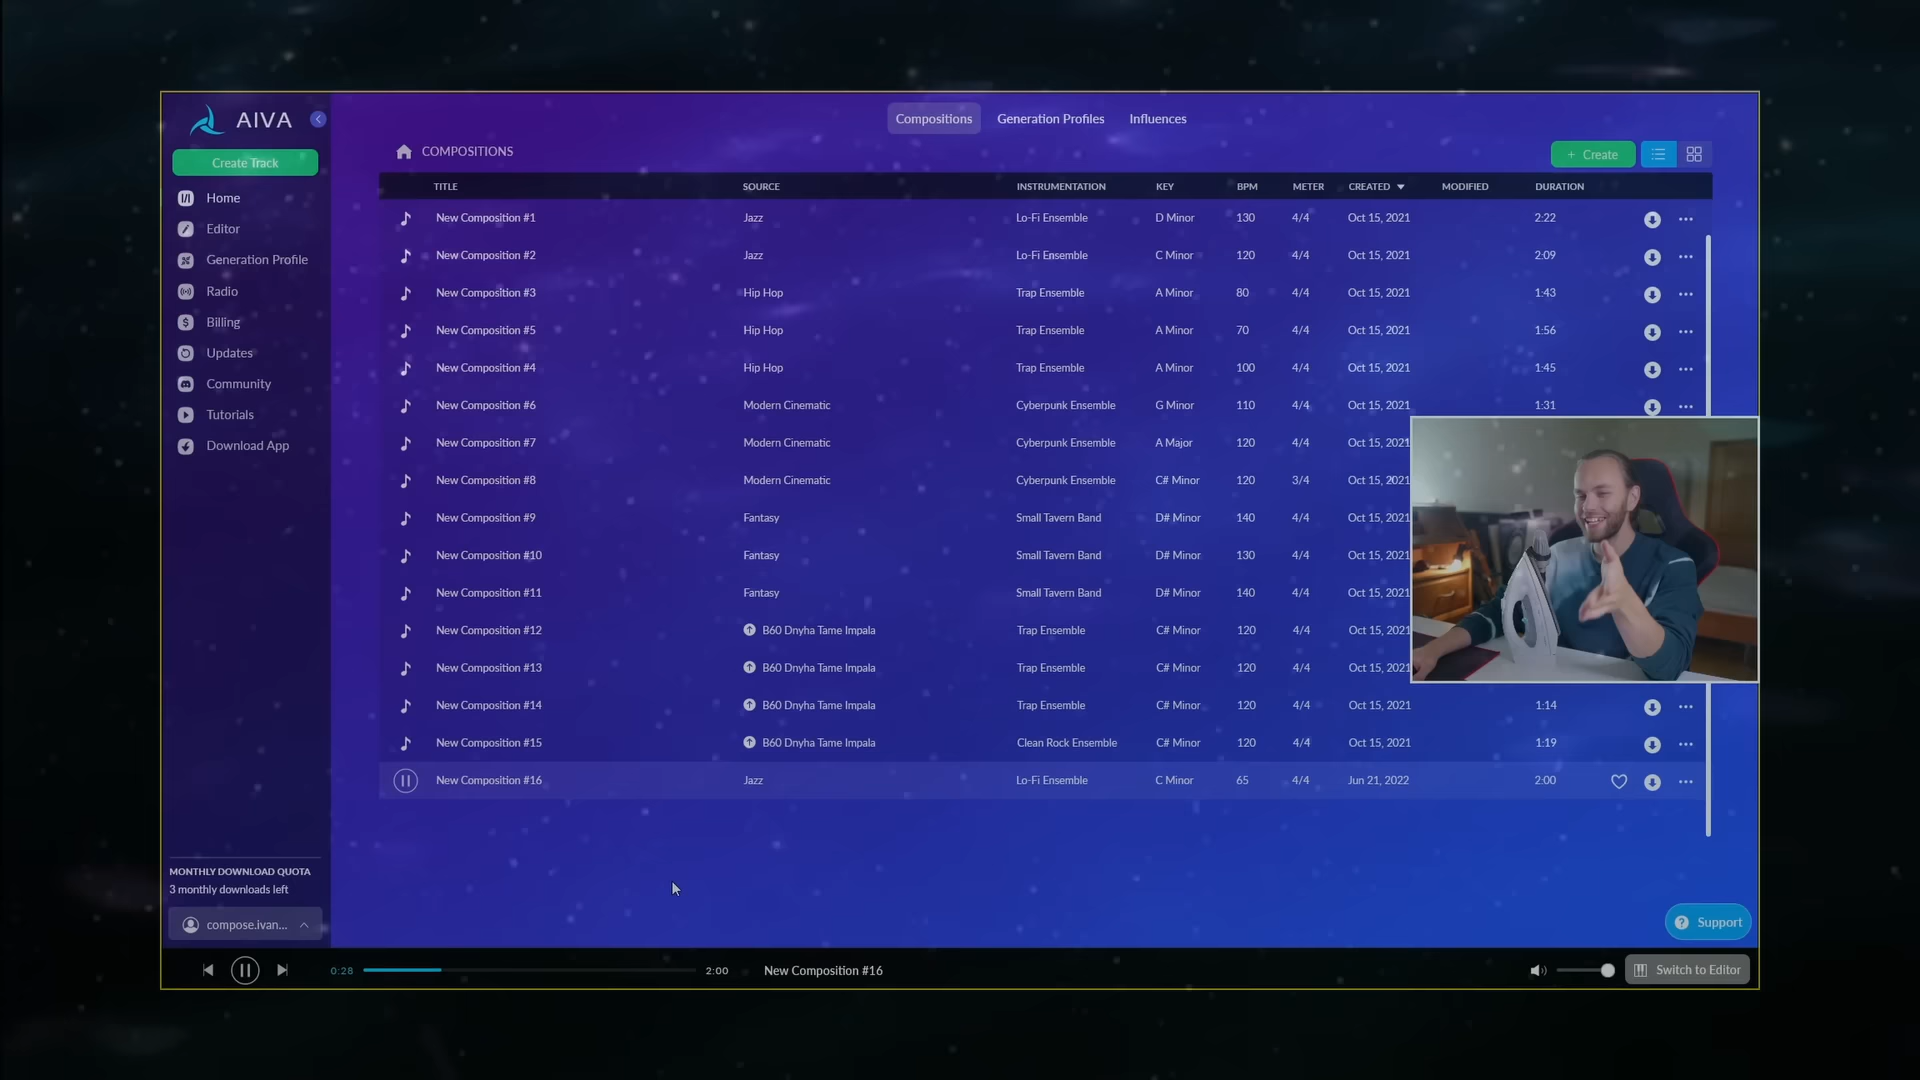 AIVA
Create Track
Home
Editor
Generation Profile
Radio
Billing
Updates
Community
Tutorials
Download App
MONTHLY DOWNLOAD QUOTA
3 monthly downloads left
compose.ivan...
Compositions Generation Profiles Influences
COMPOSITIONS
+ Create
TITLE SOURCE INSTRUMENTATION KEY BPM METER CREATED MODIFIED DURATION
New Composition #1 Jazz Lo-Fi Ensemble D Minor 130 4/4 Oct 15, 2021 2:22
New Composition #2 Jazz Lo-Fi Ensemble C Minor 120 4/4 Oct 15, 2021 2:09
New Composition #3 Hip Hop Trap Ensemble A Minor 80 4/4 Oct 15, 2021 1:43
New Composition #5 Hip Hop Trap Ensemble A Minor 70 4/4 Oct 15, 2021 1:56
New Composition #4 Hip Hop Trap Ensemble A Minor 100 4/4 Oct 15, 2021 1:45
New Composition #6 Modern Cinematic Cyberpunk Ensemble G Minor 110 4/4 Oct 15, 2021 1:31
New Composition #7 Modern Cinematic Cyberpunk Ensemble A Major 120 4/4 Oct 15, 2021
New Composition #8 Modern Cinematic Cyberpunk Ensemble C# Minor 120 3/4 Oct 15, 2021
New Composition #9 Fantasy Small Tavern Band D# Minor 140 4/4 Oct 15, 2021
New Composition #10 Fantasy Small Tavern Band D# Minor 130 4/4 Oct 15, 2021
New Composition #11 Fantasy Small Tavern Band D# Minor 140 4/4 Oct 15, 2021
New Composition #12 B60 Dnyha Tame Impala Trap Ensemble C# Minor 120 4/4 Oct 15, 2021
New Composition #13 B60 Dnyha Tame Impala Trap Ensemble C# Minor 120 4/4 Oct 15, 2021
New Composition #14 B60 Dnyha Tame Impala Trap Ensemble C# Minor 120 4/4 Oct 15, 2021 1:14
New Composition #15 B60 Dnyha Tame Impala Clean Rock Ensemble C# Minor 120 4/4 Oct 15, 2021 1:19
New Composition #16 Jazz Lo-Fi Ensemble C Minor 65 4/4 Jun 21, 2022 2:00
Support
0:28 2:00 New Composition #16 Switch to Editor